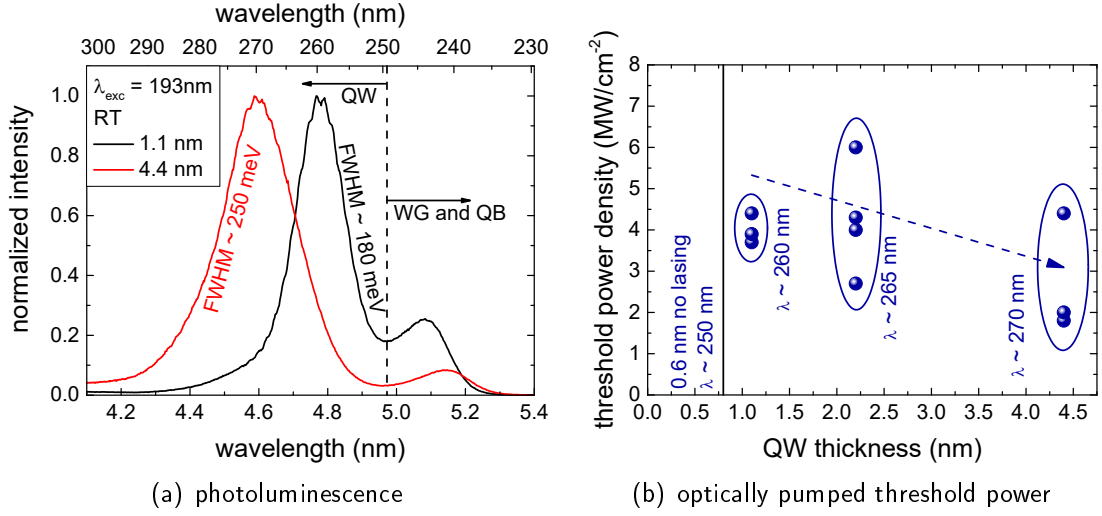 wavelength (nm)
300 290 280 270 260 250 240 230
λexc = 193nm
RT
1.1 nm
4.4 nm
QW
WG and QB
FWHM ~ 250 meV
FWHM ~ 180 meV
normalized intensity
1.0
0.8
0.6
0.4
0.2
0.0
4.2 4.4 4.6 4.8 5.0 5.2 5.4
wavelength (nm)
(a) photoluminescence
threshold power density (MW/cm-2)
8
7
6
5
4
3
2
1
0
0.6 nm no lasing
λ ~ 250 nm
λ ~ 260 nm
λ ~ 265 nm
λ ~ 270 nm
0.0 0.5 1.0 1.5 2.0 2.5 3.0 3.5 4.0 4.5
QW thickness (nm)
(b) optically pumped threshold power